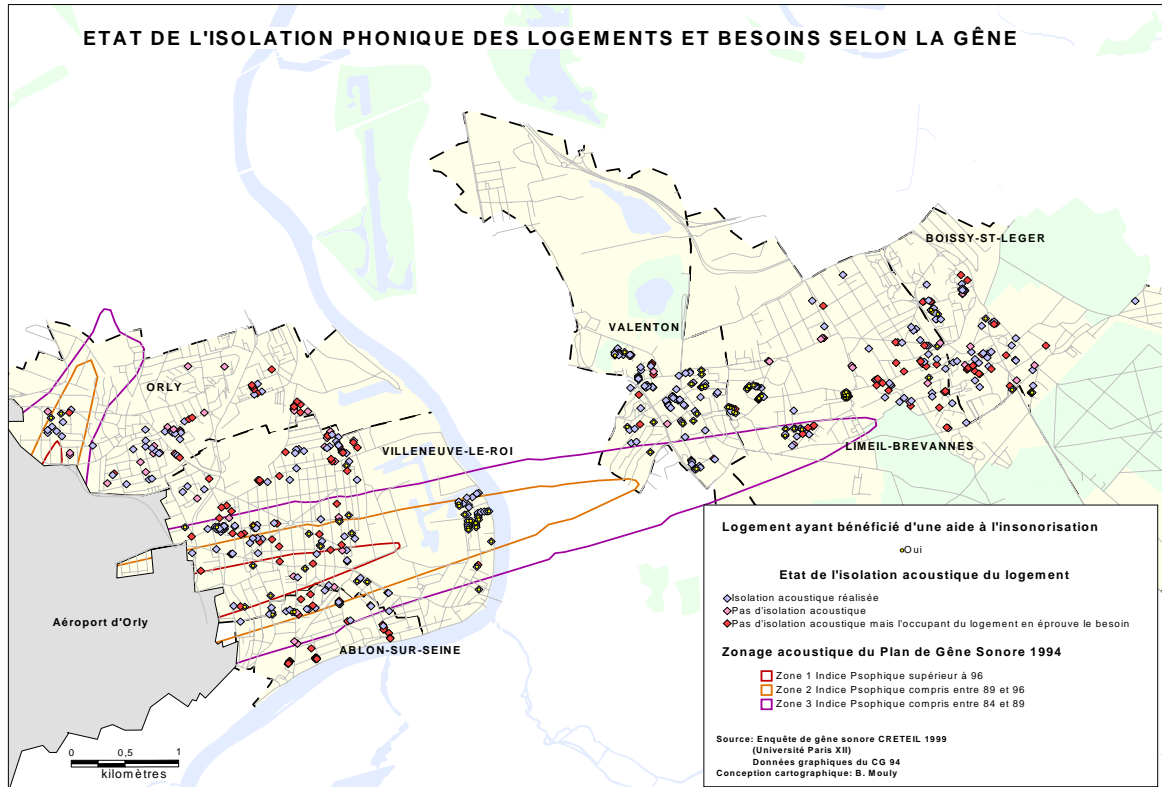 ETAT DE L'ISOLATION PHONIQUE DES LOGEMENTS ET BESOINS SELON LA GÊNE
BOISSY-ST-LEGER
VALENTON
ORLY
VILLENEUVE-LE-ROI
LIMEIL-BREVANNES
Aéroport d'Orly
ABLON-SUR-SEINE
0 0,5 1
kilomètres
Logement ayant bénéficié d'une aide à l'insonorisation
Oui
Etat de l'isolation acoustique du logement
Isolation acoustique réalisée
Pas d'isolation acoustique
Pas d'isolation acoustique mais l'occupant du logement en éprouve le besoin
Zonage acoustique du Plan de Gêne Sonore 1994
Zone 1 Indice Psophique supérieur à 96
Zone 2 Indice Psophique compris entre 89 et 96
Zone 3 Indice Psophique compris entre 84 et 89
Source: Enquête de gêne sonore CRETEIL 1999
(Université Paris XII)
Données graphiques du CG 94
Conception cartographique: B. Mouly